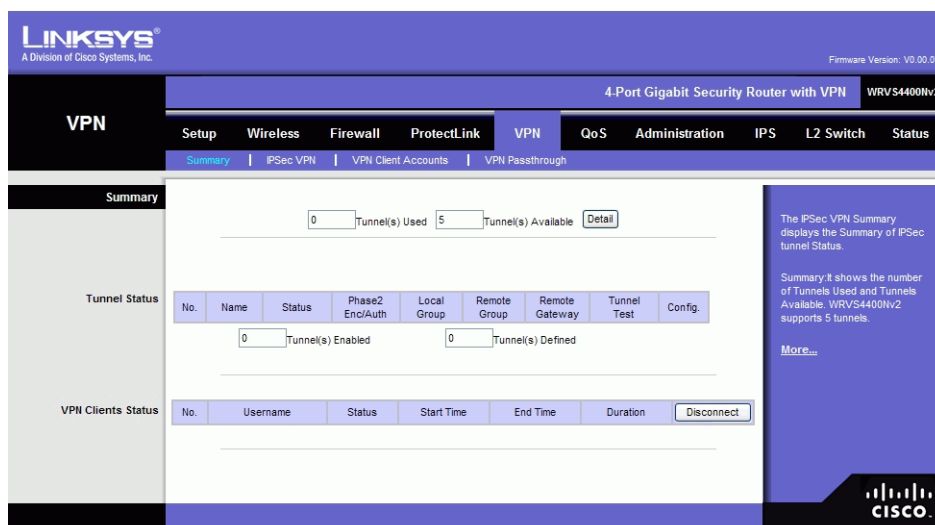 LINKSYS®
A Division of Cisco Systems, Inc.
Firmware Version: V0.00.0
4-Port Gigabit Security Router with VPN WRVS4400Nv2
VPN
Setup Wireless Firewall ProtectLink VPN QoS Administration IPS L2 Switch Status
Summary | IPSec VPN | VPN Client Accounts | VPN Passthrough
Summary
0 Tunnel(s) Used 5 Tunnel(s) Available Detail
The IPSec VPN Summary
displays the Summary of IPSec
tunnel Status.
Summary:It shows the number
of Tunnels Used and Tunnels
Available. WRVS4400Nv2
supports 5 tunnels.
More...
Tunnel Status
No. Name Status Phase2 Enc/Auth Local Group Remote Group Remote Gateway Tunnel Test Config.
0 Tunnel(s) Enabled 0 Tunnel(s) Defined
VPN Clients Status
No. Username Status Start Time End Time Duration Disconnect
CISCO.